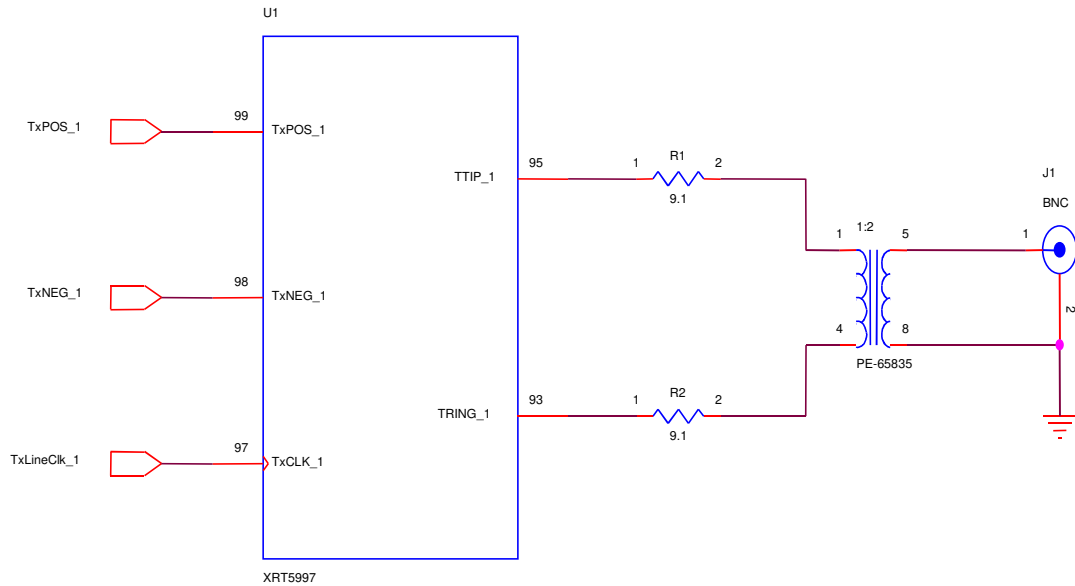 U1
TxPOS_1
99
TxPOS_1
TTIP_1
95
1
R1
2
9.1
J1
BNC
1
1:2
5
1
TxNEG_1
98
TxNEG_1
2
4
8
PE-65835
TRING_1
93
1
R2
2
9.1
TxLineClk_1
97
TxCLK_1
XRT5997